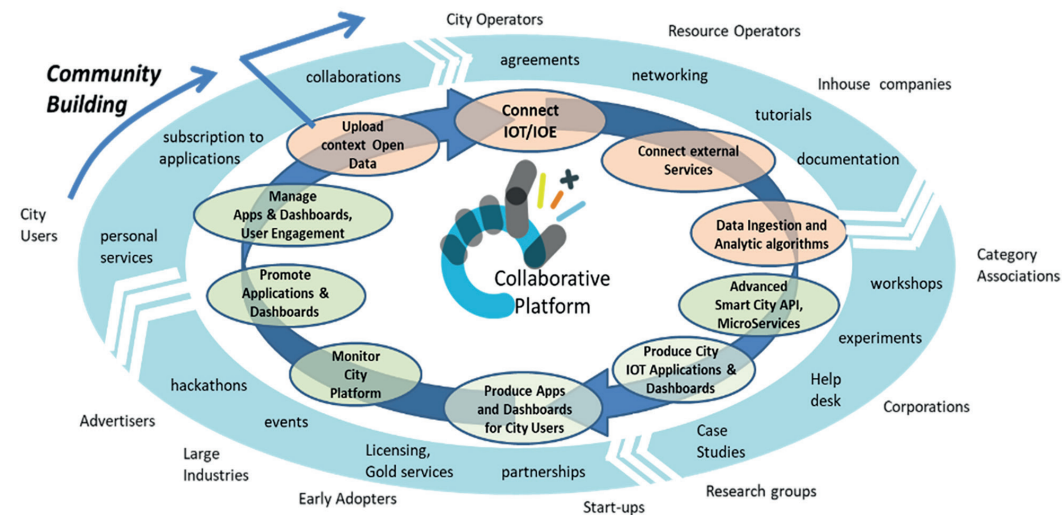 City Operators
Resource Operators
Inhouse companies
Community
Building
collaborations
agreements
networking
tutorials
documentation
subscription to
applications
Upload
context Open
Data
Connect
IOT/IOE
Connect external
Services
Manage
Apps & Dashboards,
User Engagement
Data Ingestion and
Analytic algorithms
City
Users
personal
services
Collaborative
Platform
Category
Associations
workshops
Promote
Applications &
Dashboards
Advanced
Smart City API,
MicroServices
experiments
Monitor
City
Platform
Produce City
IOT Applications &
Dashboards
Produce Apps
and Dashboards
for City Users
Help
desk
hackathons
events
Licensing,
Gold services
partnerships
Case
Studies
Corporations
Advertisers
Large
Industries
Early Adopters
Start-ups
Research groups